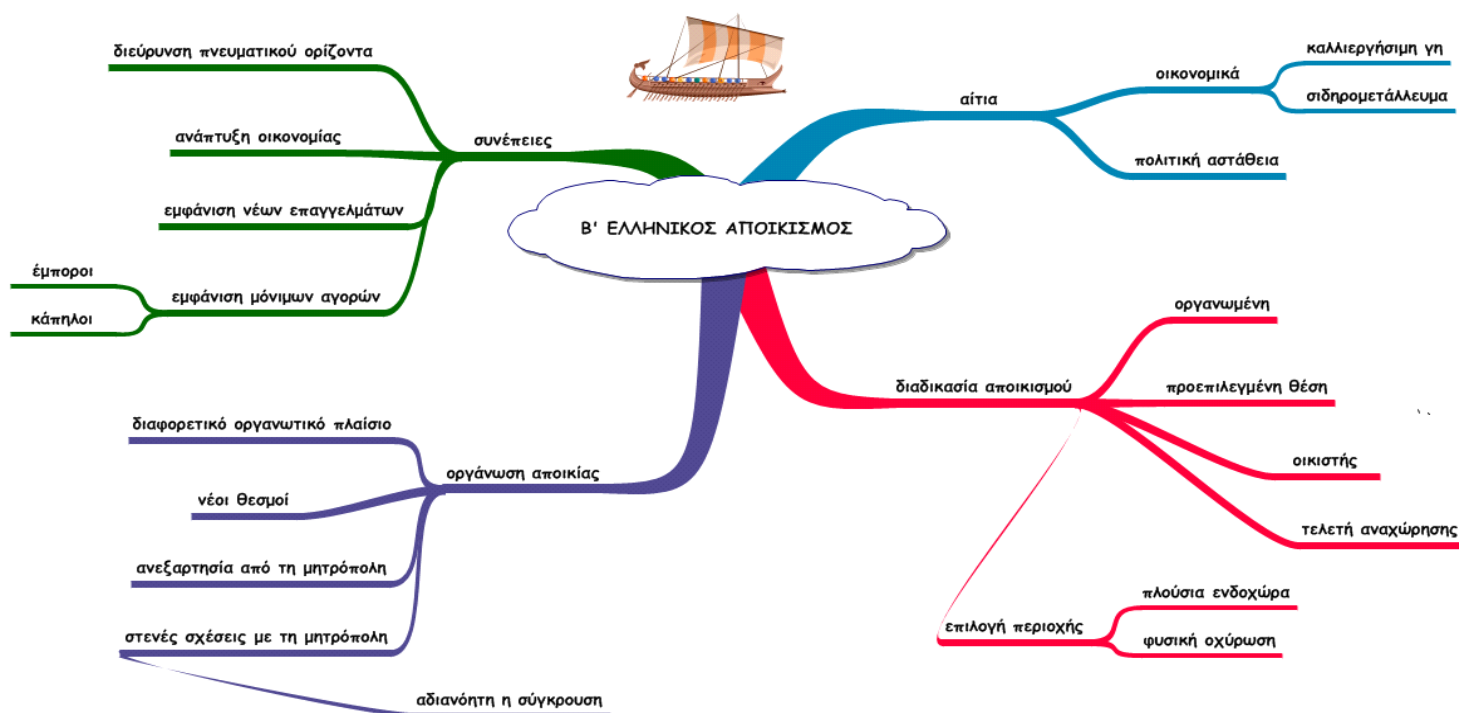 Β' ΕΛΛΗΝΙΚΟΣ ΑΠΟΙΚΙΣΜΟΣ
αίτια
οικονομικά
καλλιεργήσιμη γη
σιδηρομετάλλευμα
πολιτική αστάθεια
διαδικασία αποικισμού
οργανωμένη
προεπιλεγμένη θέση
οικιστής
τελετή αναχώρησης
επιλογή περιοχής
πλούσια ενδοχώρα
φυσική οχύρωση
οργάνωση αποικίας
διαφορετικό οργανωτικό πλαίσιο
νέοι θεσμοί
ανεξαρτησία από τη μητρόπολη
στενές σχέσεις με τη μητρόπολη
αδιανόητη η σύγκρουση
συνέπειες
διεύρυνση πνευματικού ορίζοντα
ανάπτυξη οικονομίας
εμφάνιση νέων επαγγελμάτων
εμφάνιση μόνιμων αγορών
έμποροι
κάπηλοι